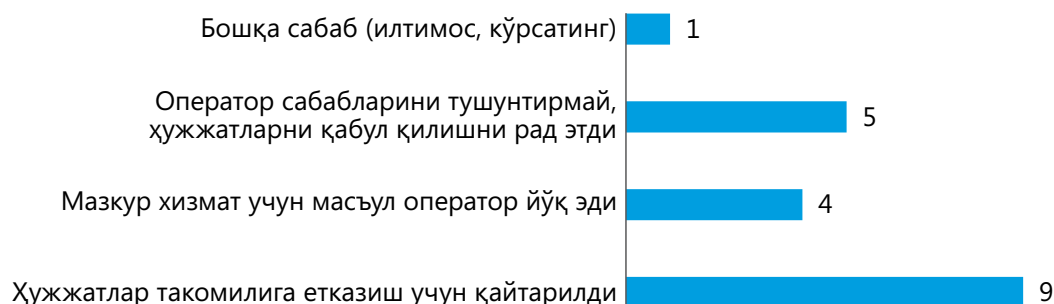 Бошқа сабаб (илтимос, кўрсатинг) 1
Оператор сабабларини тушунтирмай,
ҳужжатларни қабул қилишни рад этди 5
Мазкур хизмат учун масъул оператор йўқ эди 4
Ҳужжатлар такомилига етказиш учун қайтарилди 9